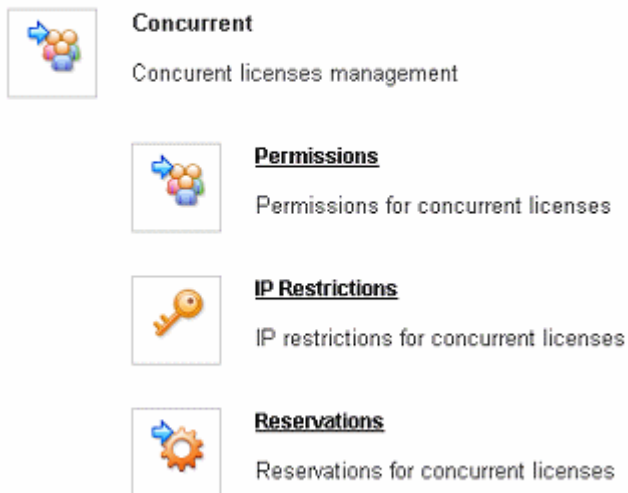 Concurrent
Concurent licenses management
Permissions
Permissions for concurrent licenses
IP Restrictions
IP restrictions for concurrent licenses
Reservations
Reservations for concurrent licenses